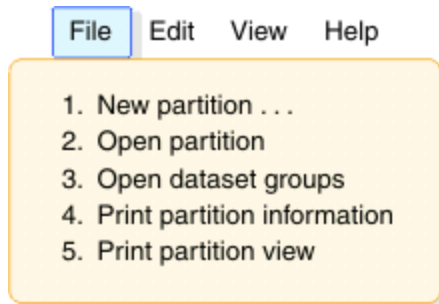 File Edit View Help
1. New partition . . .
2. Open partition
3. Open dataset groups
4. Print partition information
5. Print partition view